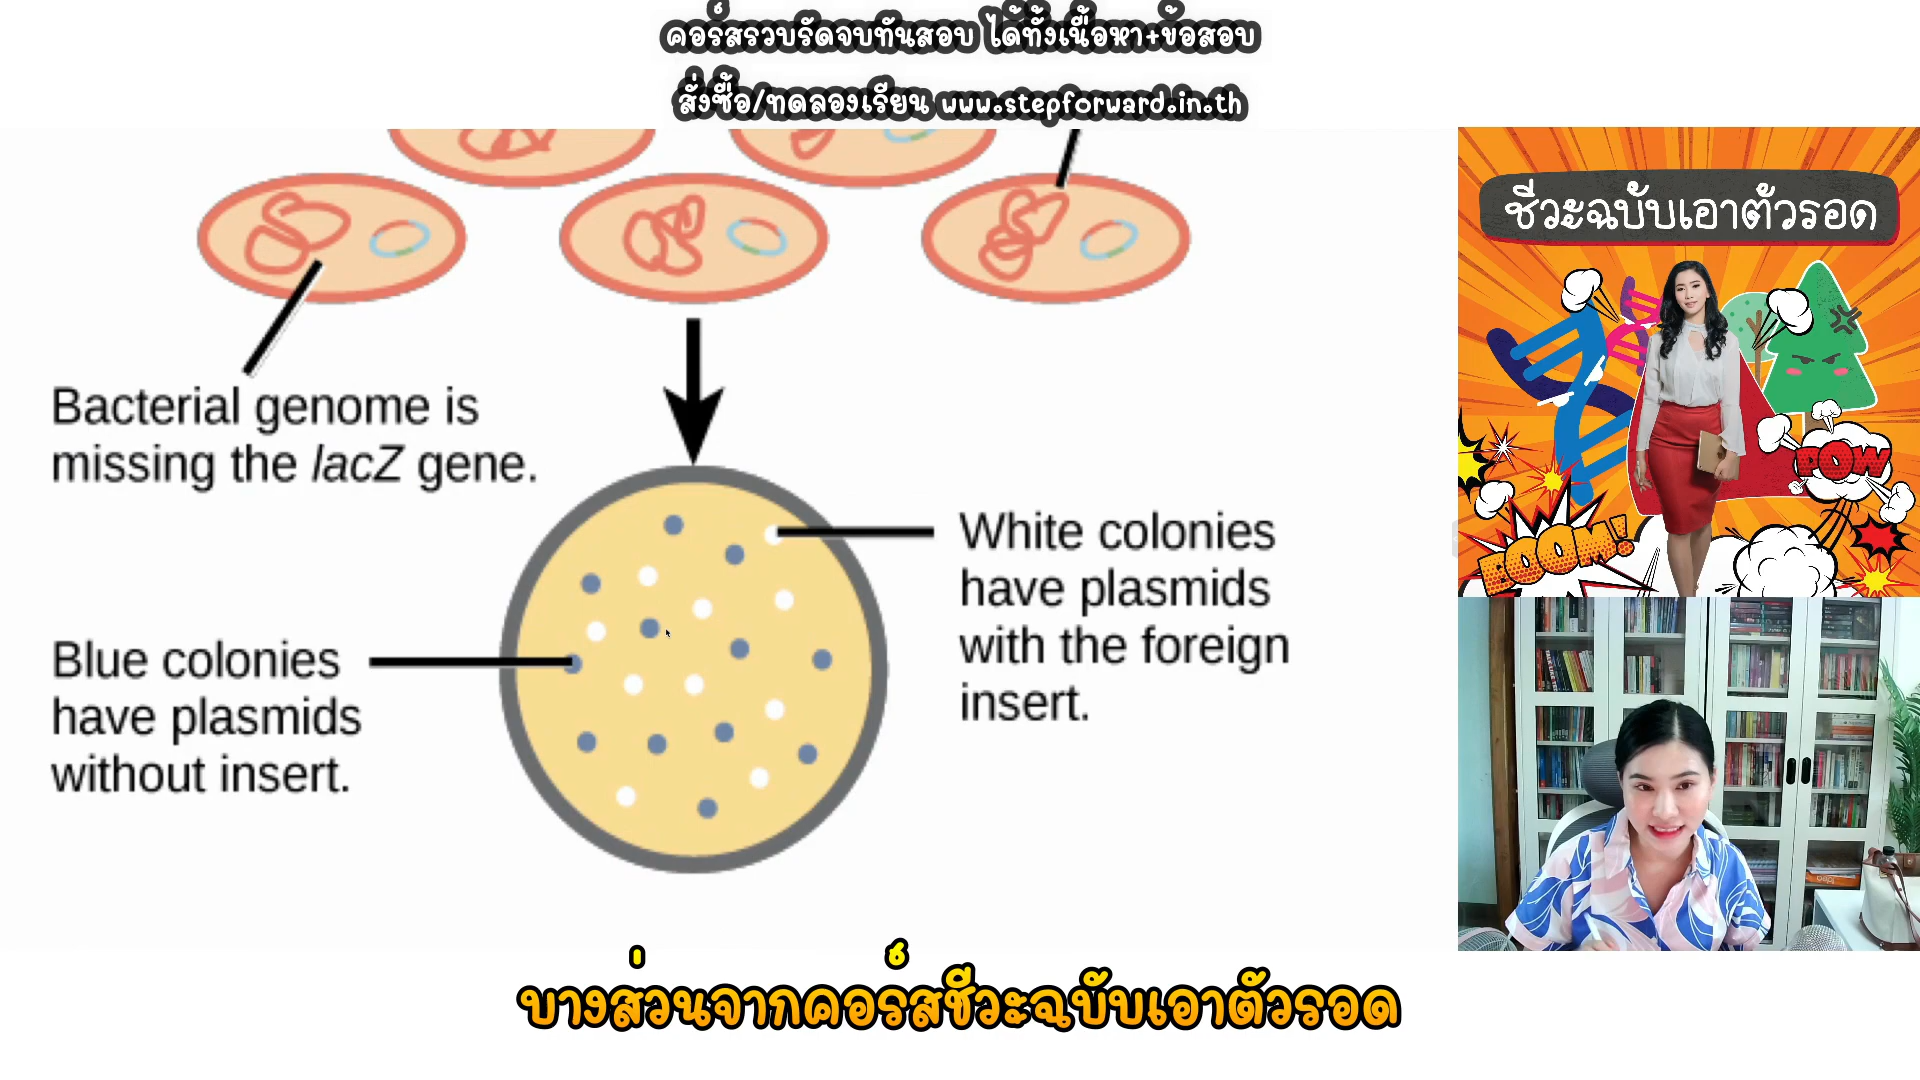 คอร์สรวบรัดจบทันสอบ ได้ทั้งเนื้อหา+ข้อสอบ
สั่งซื้อ/ทดลองเรียน www.stepforward.in.th
ชีวะฉบับเอาตัวรอด
Bacterial genome is
missing the lacZ gene.
White colonies
have plasmids
with the foreign
insert.
Blue colonies
have plasmids
without insert.
POW
BOOM!
บางส่วนจากคอร์สชีวะฉบับเอาตัวรอด